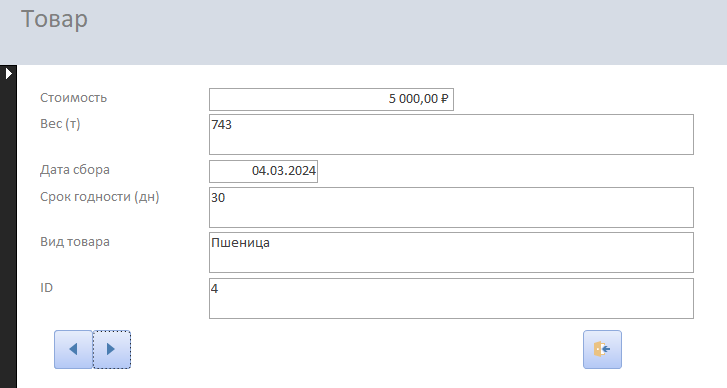 Товар
Стоимость 5 000,00 ₽
Вес (т) 743
Дата сбора 04.03.2024
Срок годности (дн) 30
Вид товара Пшеница
ID 4